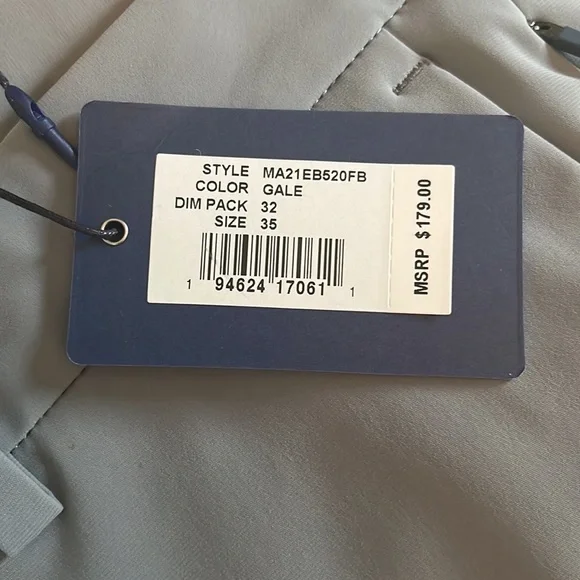 STYLE MA21EB520FB
COLOR GALE
DIM PACK 32
SIZE 35
1 94624 17061 1
MSRP $179.00